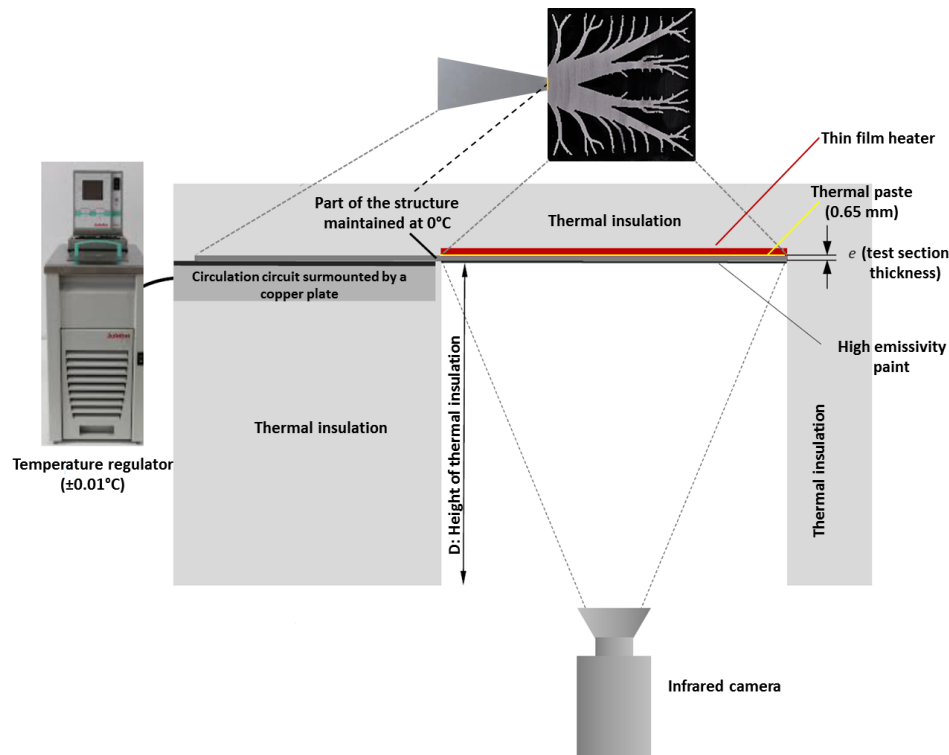 Thin film heater
Thermal paste
(0.65 mm)
Part of the structure
maintained at 0°C
Thermal insulation
e (test section
thickness)
Circulation circuit surmounted by a
copper plate
High emissivity
paint
Julabo
Thermal insulation
D: Height of thermal insulation
Thermal insulation
Temperature regulator
(±0.01°C)
Infrared camera